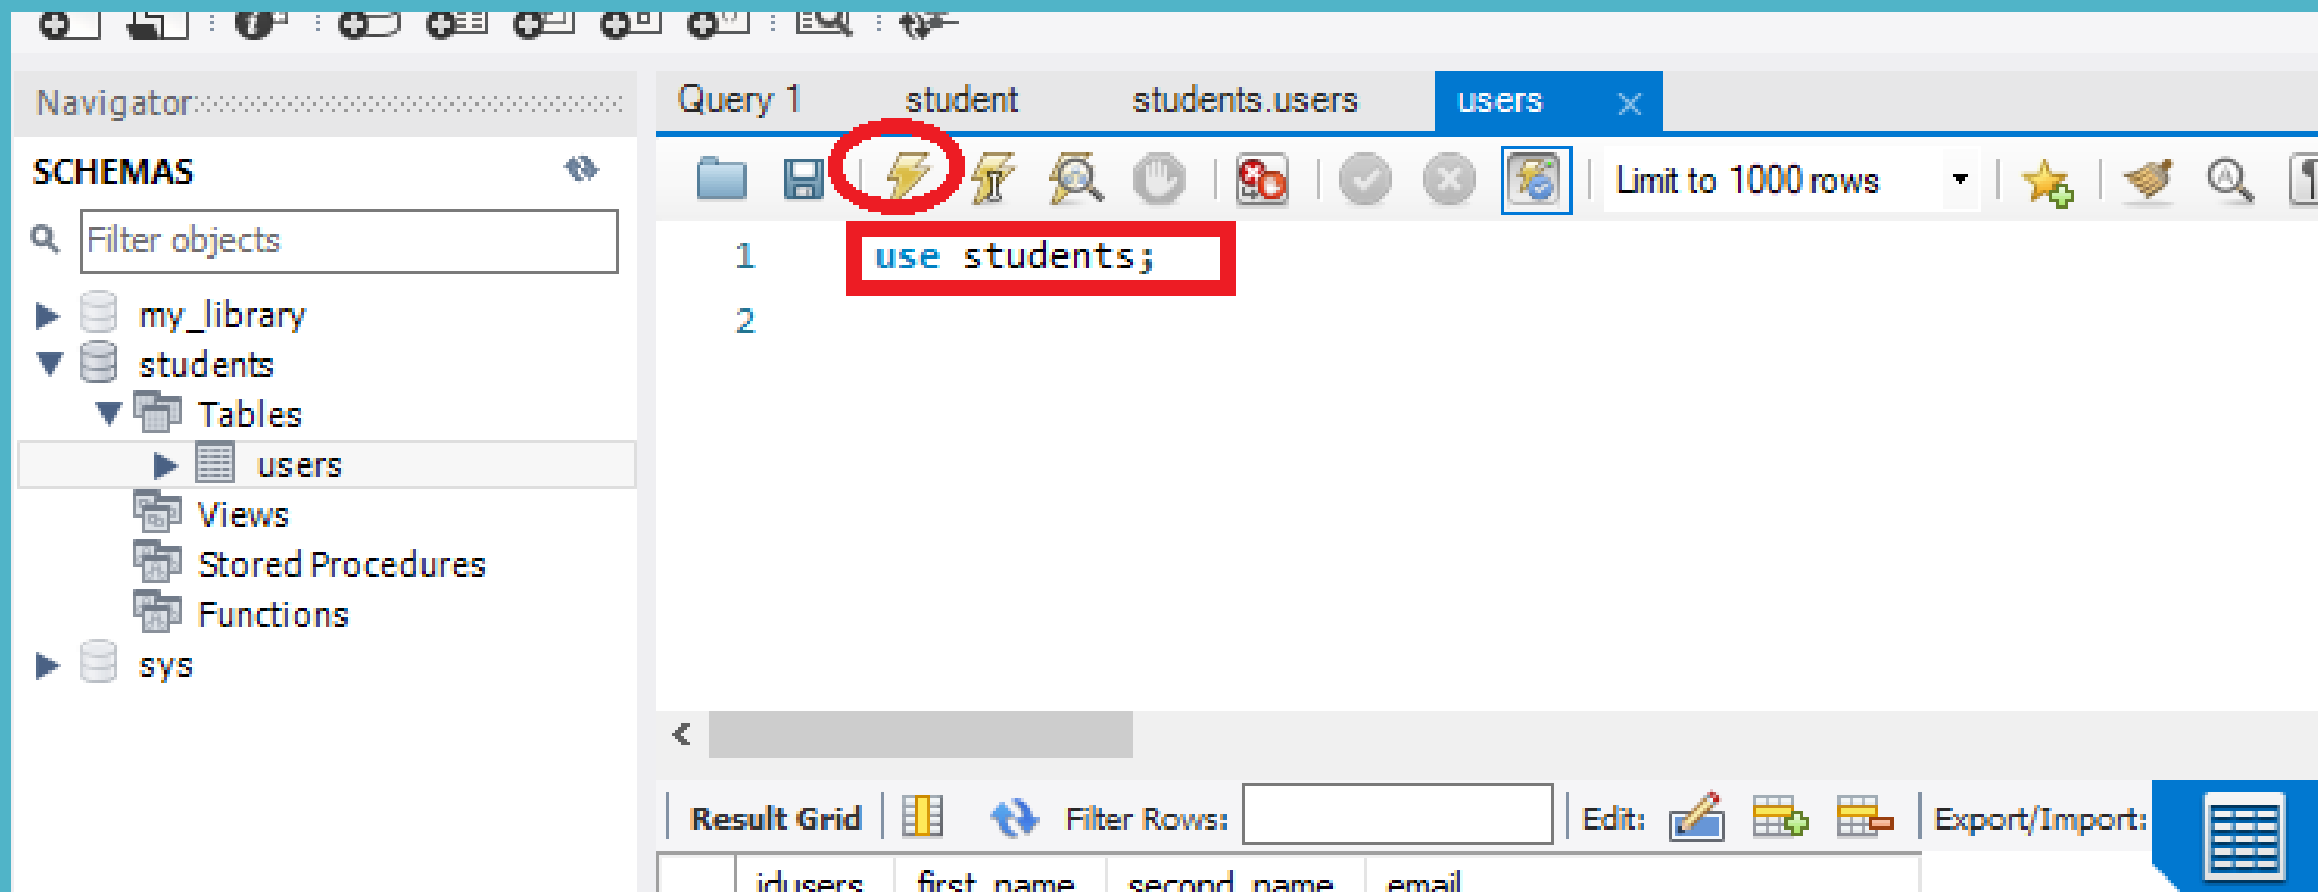 Navigator
Query 1
student
students.users
users
SCHEMAS
Limit to 1000 rows
Filter objects
1 use students;
2
my_library
students
Tables
users
Views
Stored Procedures
Functions
sys
Result Grid
Filter Rows:
Edit:
Export/Import:
idusers
first_name
second_name
email